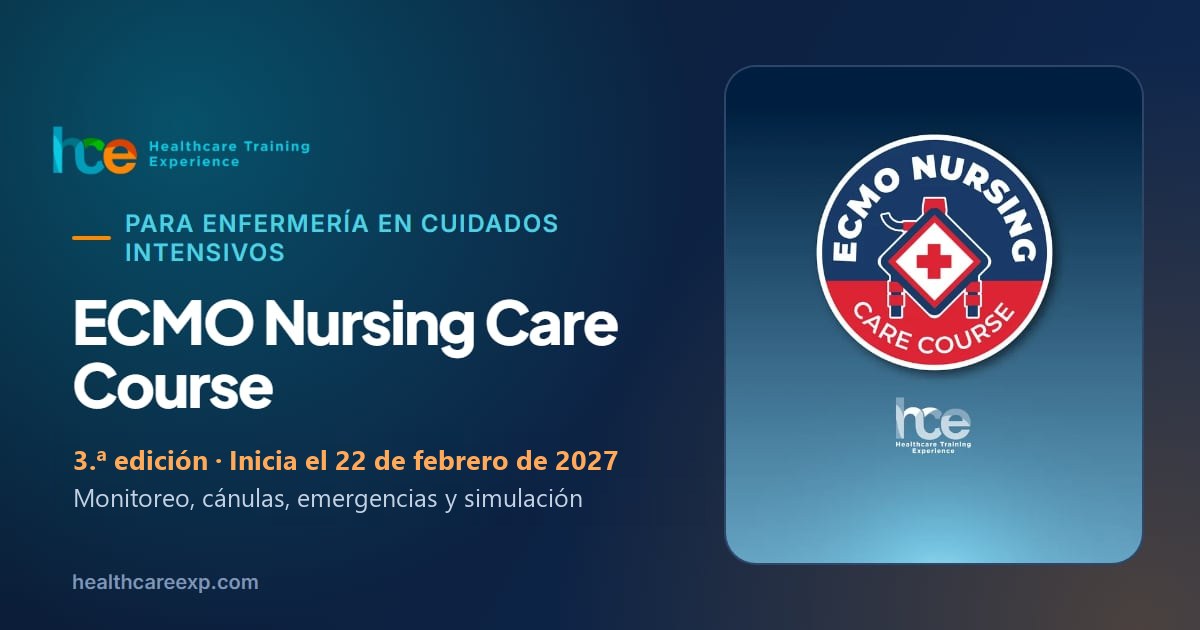 hce Healthcare Training
Experience
PARA ENFERMERÍA EN CUIDADOS
INTENSIVOS
ECMO Nursing Care
Course
3.ª edición · Inicia el 22 de febrero de 2027
Monitoreo, cánulas, emergencias y simulación
healthcareexp.com
ECMO NURSING
CARE COURSE
hce
Healthcare Training
Experience